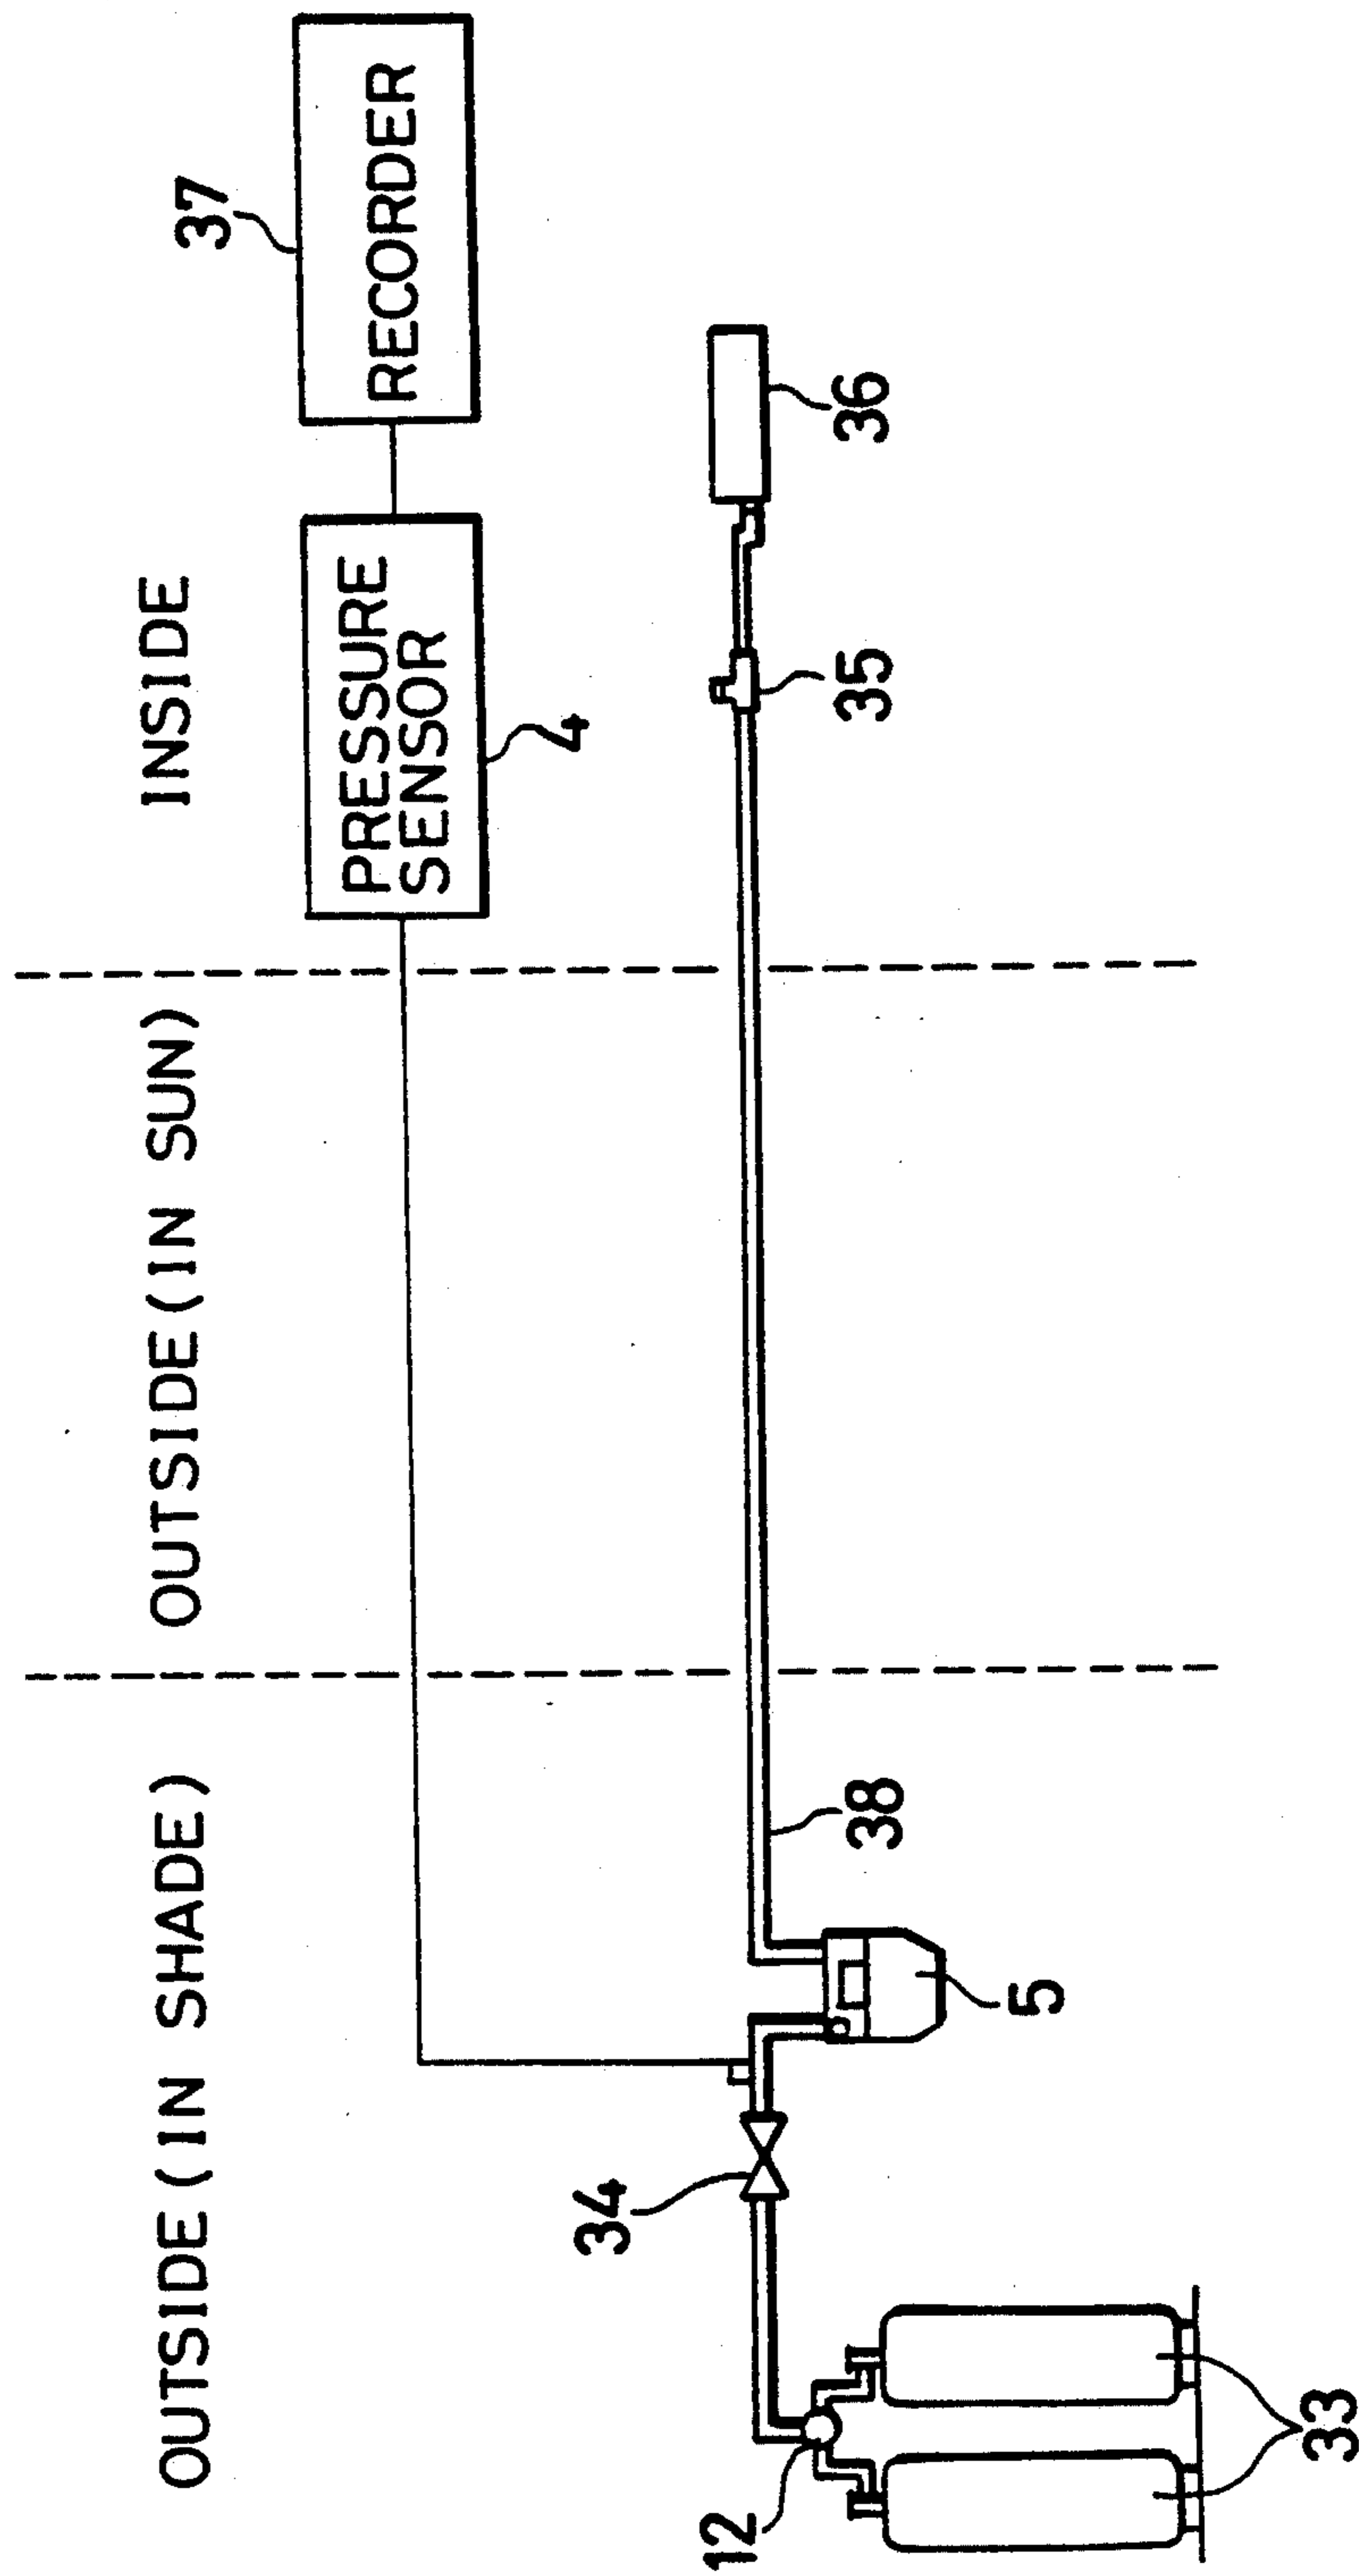 OUTSIDE (IN SHADE)
OUTSIDE (IN SUN)
INSIDE
37
RECORDER
PRESSURE
SENSOR
4
34
36
35
38
5
12
33